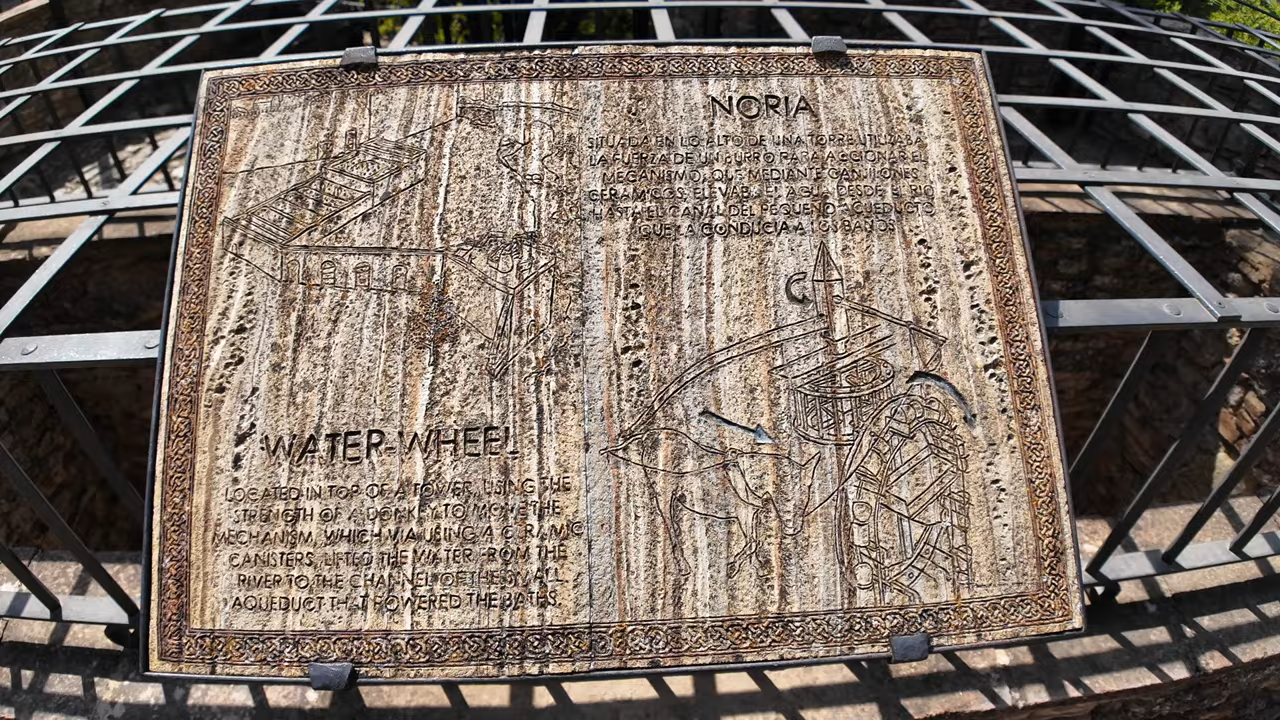 NORIA
SITUADA EN LO ALTO DE UNA TORRE UTILIZABA
LA FUERZA DE UN BURRO PARA ACCIONAR EL
MECANISMO, QUE MEDIANTE CANJILONES
CERAMICOS, ELEVABA EL AGUA DESDE EL RIO
HASTA EL CANAL DEL PEQUEÑO ACUEDUCTO
QUE LA CONDUCIA A LOS BAÑOS
WATER-WHEEL
LOCATED IN TOP OF A TOWER, USING THE
STRENGTH OF A DONKEY TO MOVE THE
MECHANISM, WHICH VIA USING A CERAMIC
CANISTERS, LIFTED THE WATER FROM THE
RIVER TO THE CHANNEL OF THE SMALL
AQUEDUCT THAT POWERED THE BATHS.